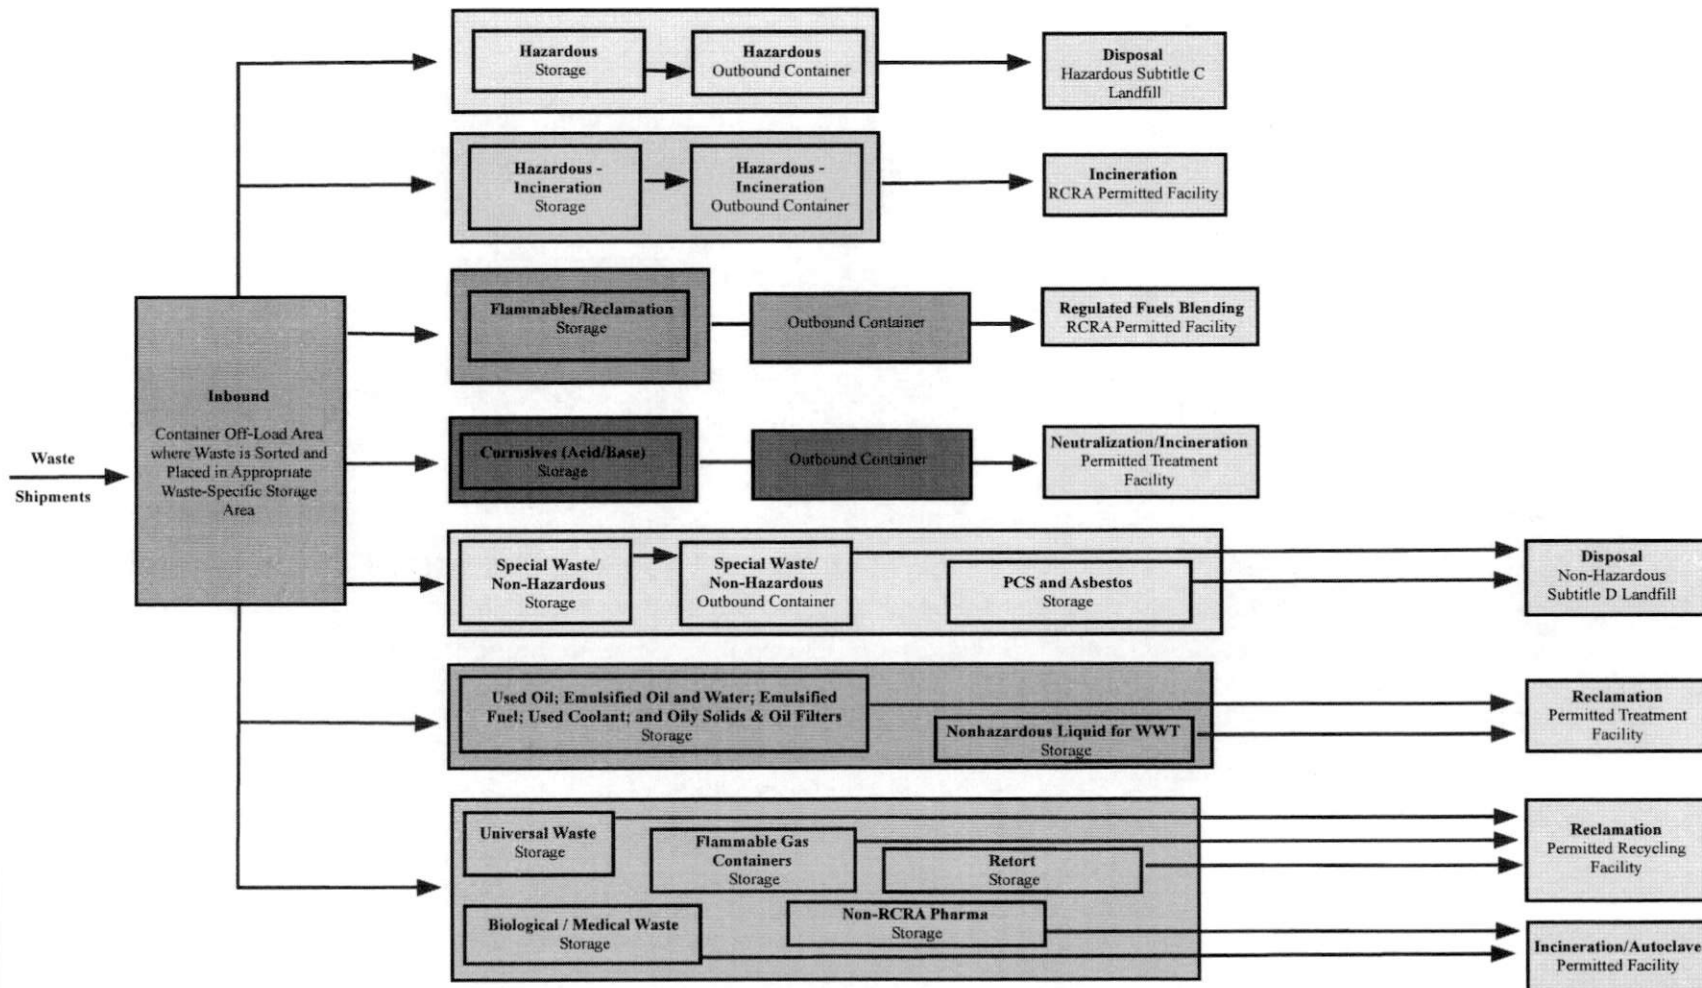 Hazardous
Storage
Hazardous
Outbound Container
Disposal
Hazardous Subtitle C
Landfill
Hazardous -
Incineration
Storage
Hazardous -
Incineration
Outbound Container
Incineration
RCRA Permitted Facility
Flammables/Reclamation
Storage
Outbound Container
Regulated Fuels Blending
RCRA Permitted Facility
Inbound
Container Off-Load Area
where Waste is Sorted and
Placed in Appropriate
Waste-Specific Storage
Area
Waste
Shipments
Currusives (Acid/Base)
Storage
Outbound Container
Neutralization/Incineration
Permitted Treatment
Facility
Special Waste/
Non-Hazardous
Storage
Special Waste/
Non-Hazardous
Outbound Container
PCS and Asbestos
Storage
Disposal
Non-Hazardous
Subtitle D Landfill
Used Oil; Emulsified Oil and Water; Emulsified
Fuel; Used Coolant; and Oily Solids & Oil Filters
Storage
Nonhazardous Liquid for WWT
Storage
Reclamation
Permitted Treatment
Facility
Universal Waste
Storage
Flammable Gas
Containers
Storage
Retort
Storage
Reclamation
Permitted Recycling
Facility
Biological / Medical Waste
Storage
Non-RCRA Pharma
Storage
Incineration/Autoclave
Permitted Facility